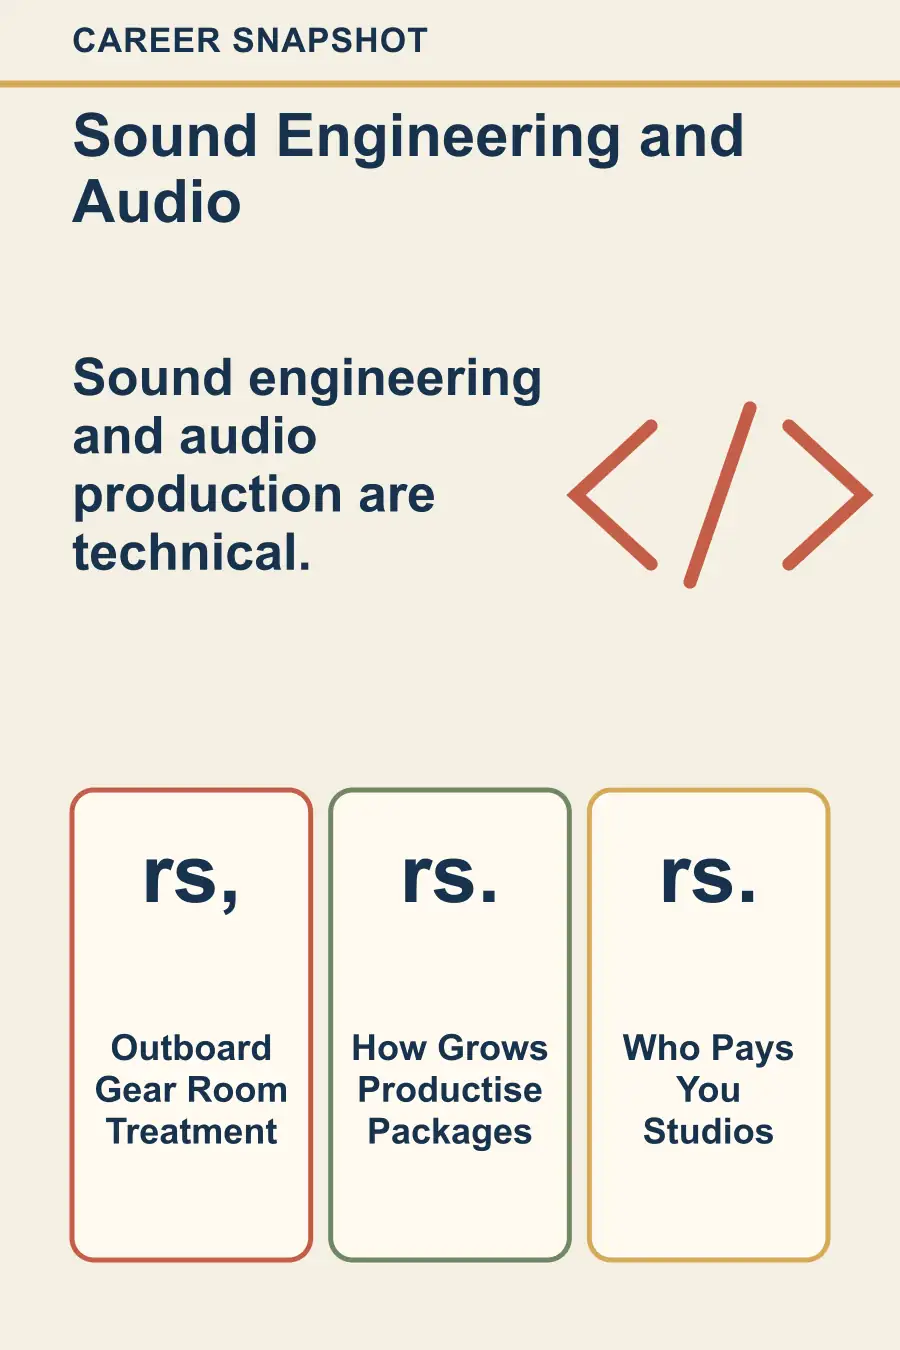 CAREER SNAPSHOT
Sound Engineering and
Audio
Sound engineering
and audio
production are
technical.
</>
rs,
Outboard
Gear Room
Treatment
rs.
How Grows
Productise
Packages
rs.
Who Pays
You
Studios